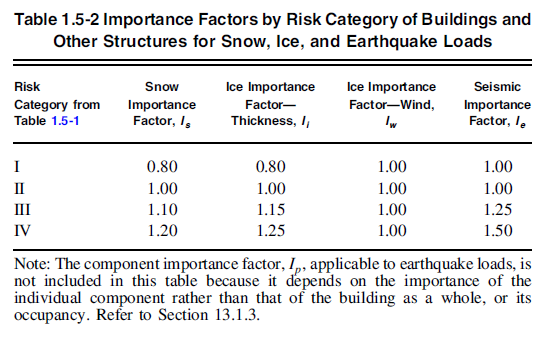 Table 1.5-2 Importance Factors by Risk Category of Buildings and
Other Structures for Snow, Ice, and Earthquake Loads
Risk Category from Table 1.5-1 Snow Importance Factor, Is Ice Importance Factor—Thickness, Ii Ice Importance Factor—Wind, Iw Seismic Importance Factor, Ie
I 0.80 0.80 1.00 1.00
II 1.00 1.00 1.00 1.00
III 1.10 1.15 1.00 1.25
IV 1.20 1.25 1.00 1.50
Note: The component importance factor, Ip, applicable to earthquake loads, is
not included in this table because it depends on the importance of the
individual component rather than that of the building as a whole, or its
occupancy. Refer to Section 13.1.3.